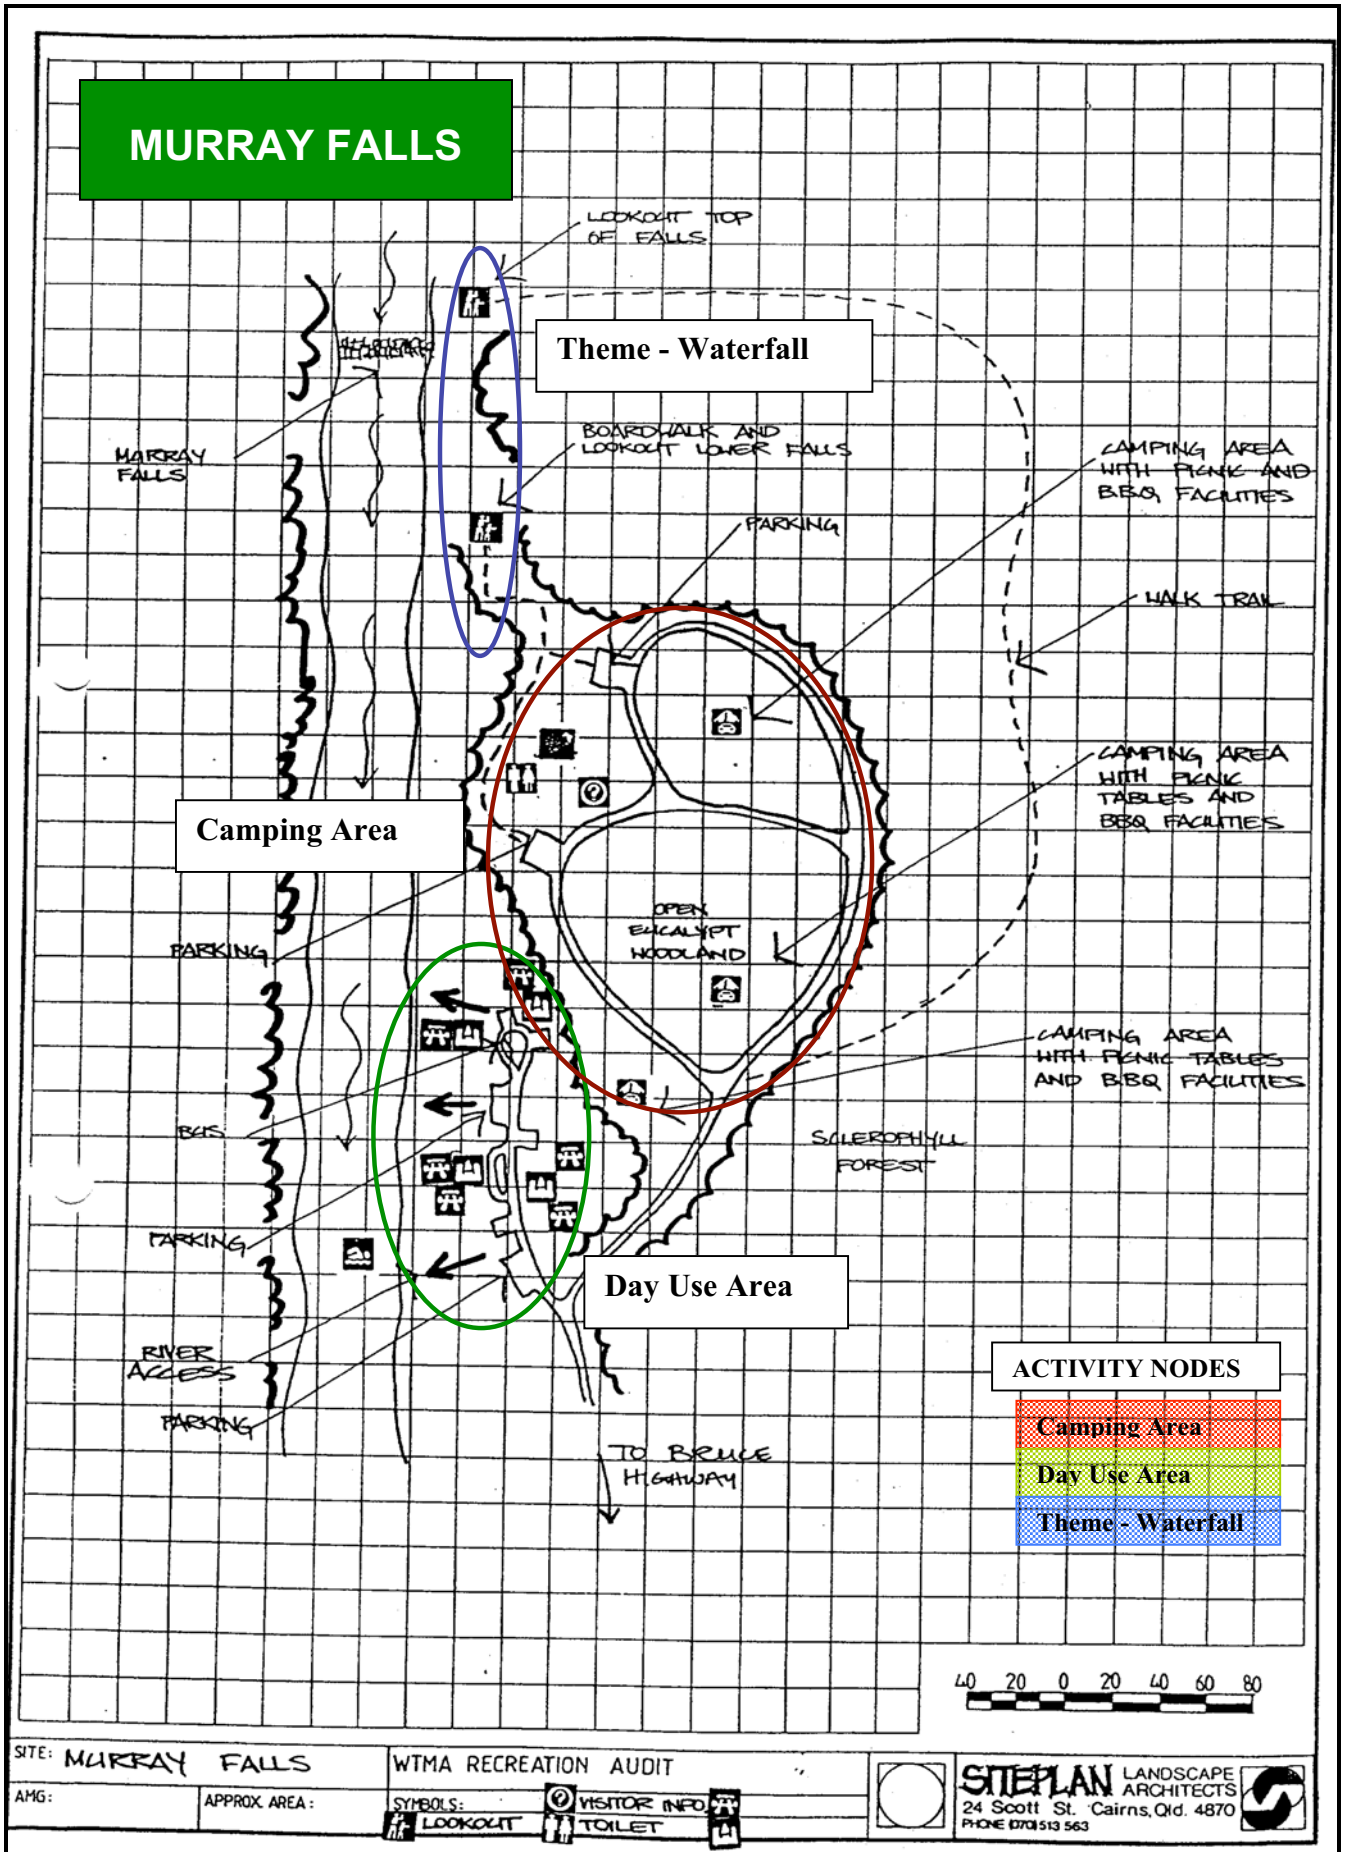 MURRAY FALLS
LOOKOUT TOP
OF FALLS
Theme - Waterfall
BOARDWALK AND
LOOKOUT LOWER FALLS
MURRAY
FALLS
CAMPING AREA
WITH PICNIC AND
B.B.Q. FACILITIES
PARKING
WALK TRAIL
CAMPING AREA
WITH PICNIC
TABLES AND
BBQ FACILITIES
Camping Area
OPEN
EUCALYPT
WOODLAND
PARKING
CAMPING AREA
WITH PICNIC TABLES
AND B.B.Q. FACILITIES
BUS
SCLEROPHYLL
FOREST
PARKING
Day Use Area
RIVER
ACCESS
PARKING
ACTIVITY NODES
Camping Area
Day Use Area
Theme - Waterfall
TO BRUCE
HIGHWAY
40 20 0 20 40 60 80
SITE: MURRAY FALLS
WTMA RECREATION AUDIT
AMG:
APPROX. AREA:
SYMBOLS:
VISITOR INFO
LOOKOUT
TOILET
SITEPLAN LANDSCAPE
ARCHITECTS
24 Scott St. Cairns, Qld. 4870
PHONE (070) 513 563